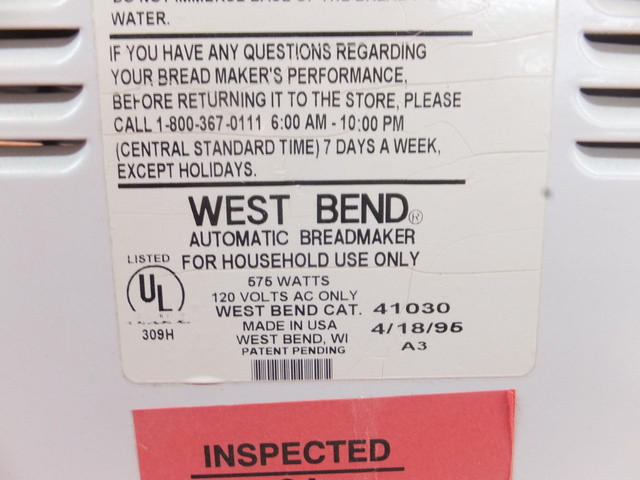 WATER.
IF YOU HAVE ANY QUESTIONS REGARDING
YOUR BREAD MAKER'S PERFORMANCE,
BEFORE RETURNING IT TO THE STORE, PLEASE
CALL 1-800-367-0111 6:00 AM - 10:00 PM
(CENTRAL STANDARD TIME) 7 DAYS A WEEK,
EXCEPT HOLIDAYS.
WEST BEND®
AUTOMATIC BREADMAKER
FOR HOUSEHOLD USE ONLY
LISTED
UL
309H
575 WATTS
120 VOLTS AC ONLY
WEST BEND CAT. 41030
MADE IN USA 4/18/95
WEST BEND, WI A3
PATENT PENDING
INSPECTED